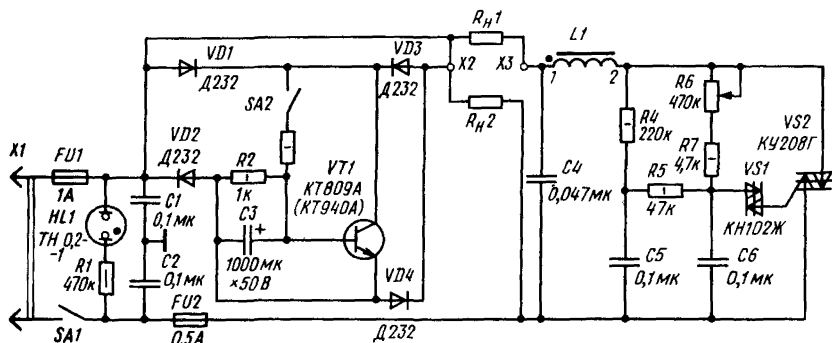 Rн1
L1
VD1
Д232
VD3
Д232
X2
X3
1
2
SA2
Rн2
R6
470к
VS2
КУ208Г
R4
220к
X1
FU1
1А
VD2
Д232
R2
1к
VT1
КТ809А
(КТ940А)
C4
0,047мк
R7
4,7к
VS1
КН102Ж
R5
47к
HL1
ТН 0,2-
-1
C1
0,1мк
C3
+
1000мк
×50В
R1
470к
C2
0,1мк
VD4
Д232
C5
0,1мк
C6
0,1мк
SA1
FU2
0,5А